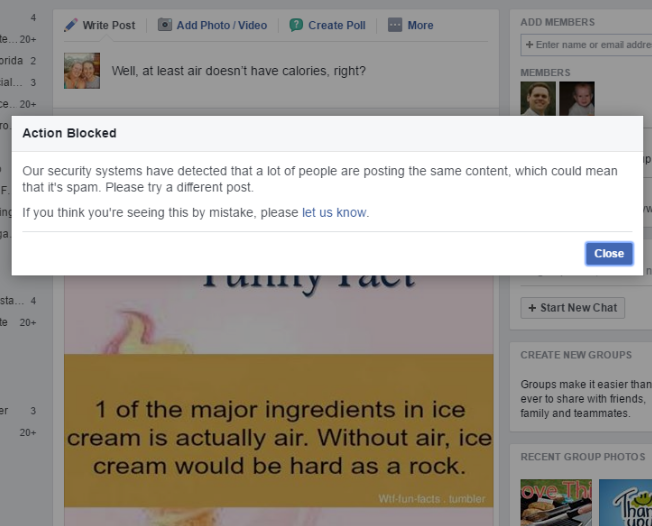 4
Write Post
Add Photo / Video
Create Poll
More
ADD MEMBERS
te... 20+
+ Enter name or email addre
orida 2
Well, at least air doesn't have calories, right?
MEMBERS
ial... 3
ce.. 20+
ro.
Action Blocked
Our security systems have detected that a lot of people are posting the same content, which could mean
that it's spam. Please try a different post.
If you think you're seeing this by mistake, please let us know.
Close
F.
ing
ga.
Funny Fact
sta... 4
te 20+
+ Start New Chat
CREATE NEW GROUPS
Groups make it easier than
ever to share with friends,
family and teammates.
1 of the major ingredients in ice
cream is actually air. Without air, ice
cream would be hard as a rock.
er 3
20+
RECENT GROUP PHOTOS
Wtf-fun-facts . tumbler
ove Thi
Than
you